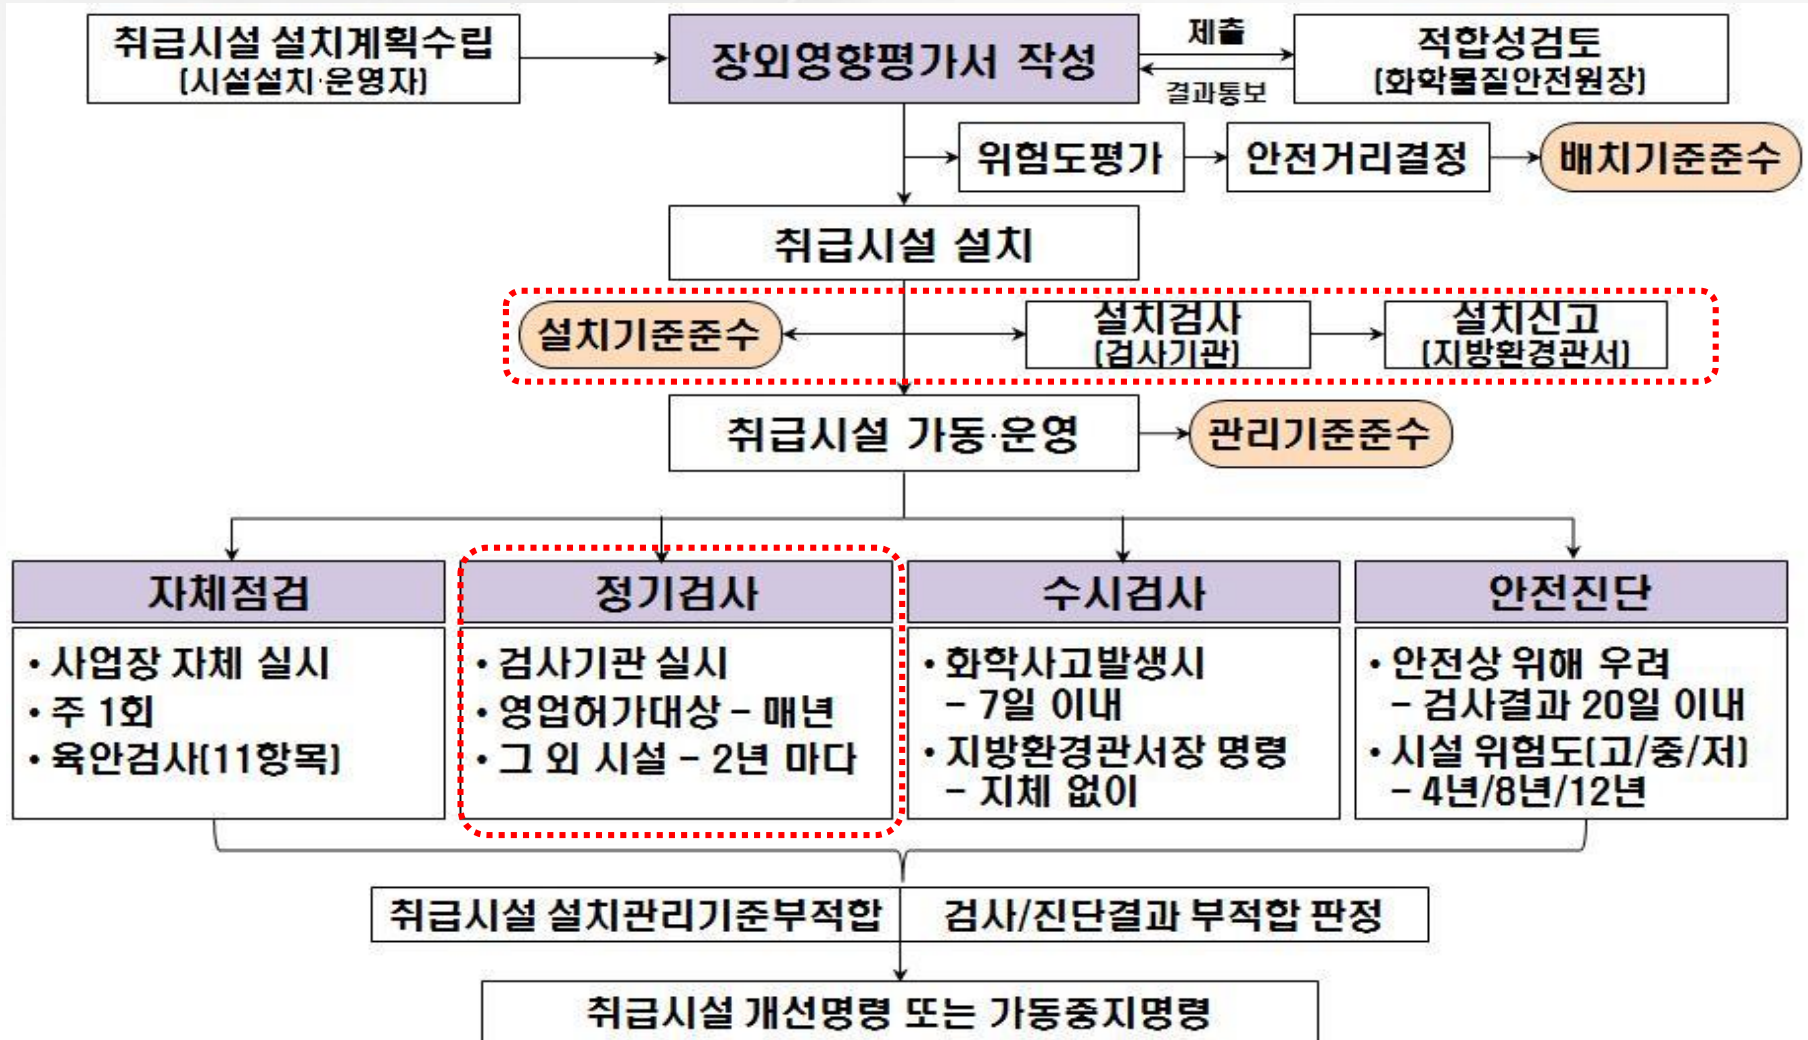 취급시설 설치계획수립
(시설설치·운영자)
장외영향평가서 작성
제출
결과통보
적합성검토
(화학물질안전원장)
위험도평가
안전거리결정
배치기준준수
취급시설 설치
설치기준준수
설치검사
(검사기관)
설치신고
(지방환경관서)
취급시설 가동·운영
관리기준준수
자체점검
• 사업장 자체 실시
• 주 1회
• 육안검사(11항목)
정기검사
• 검사기관 실시
• 영업허가대상 – 매년
• 그 외 시설 – 2년 마다
수시검사
• 화학사고발생시
– 7일 이내
• 지방환경관서장 명령
– 지체 없이
안전진단
• 안전상 위해 우려
– 검사결과 20일 이내
• 시설 위험도(고/중/저)
– 4년/8년/12년
취급시설 설치관리기준부적합
검사/진단결과 부적합 판정
취급시설 개선명령 또는 가동중지명령